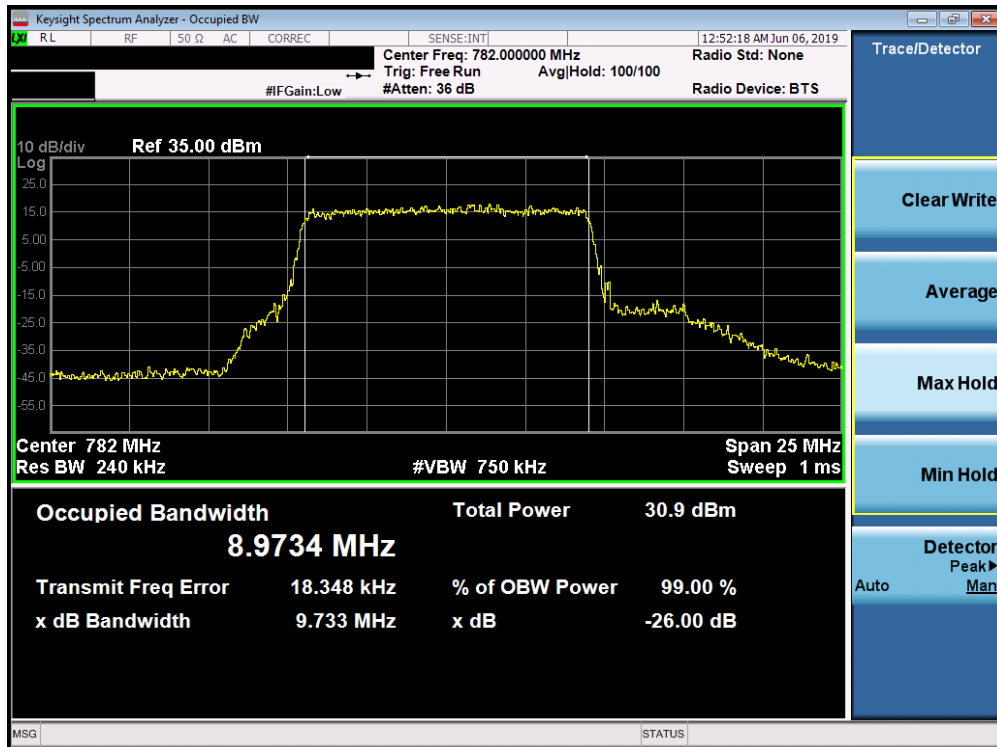 Keysight Spectrum Analyzer - Occupied BW
LXI RL RF 50 Ω AC CORREC SENSE:INT 12:52:18 AM Jun 06, 2019
Center Freq: 782.000000 MHz Radio Std: None
Trig: Free Run Avg|Hold: 100/100
#IFGain:Low #Atten: 36 dB Radio Device: BTS
Trace/Detector
10 dB/div Ref 35.00 dBm
Log
25.0
15.0
5.00
-5.00
-15.0
-25.0
-35.0
-45.0
-55.0
Center 782 MHz Span 25 MHz
Res BW 240 kHz #VBW 750 kHz Sweep 1 ms
Occupied Bandwidth Total Power 30.9 dBm
8.9734 MHz
Transmit Freq Error 18.348 kHz % of OBW Power 99.00 %
x dB Bandwidth 9.733 MHz x dB -26.00 dB
Clear Write
Average
Max Hold
Min Hold
Detector
Peak▶
Auto Man
MSG STATUS